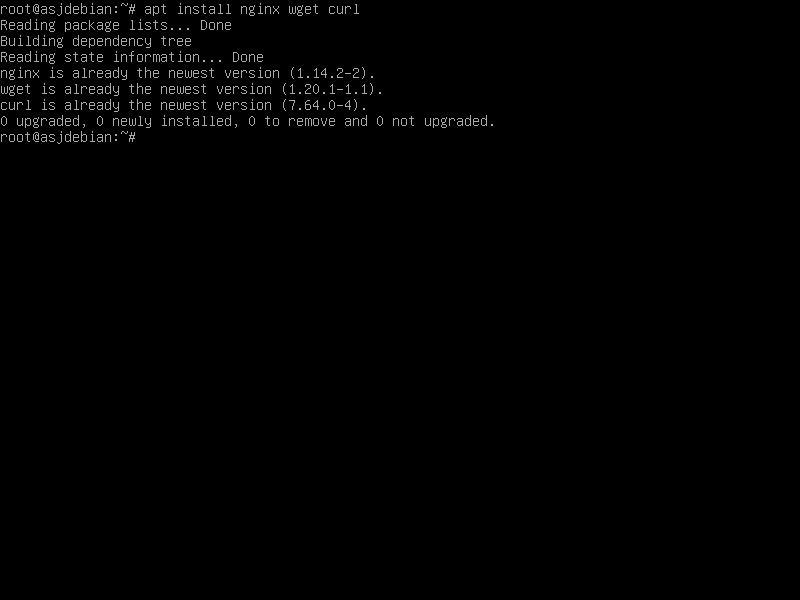 root@asjdebian:~# apt install nginx wget curl
Reading package lists... Done
Building dependency tree
Reading state information... Done
nginx is already the newest version (1.14.2-2).
wget is already the newest version (1.20.1-1.1).
curl is already the newest version (7.64.0-4).
0 upgraded, 0 newly installed, 0 to remove and 0 not upgraded.
root@asjdebian:~#